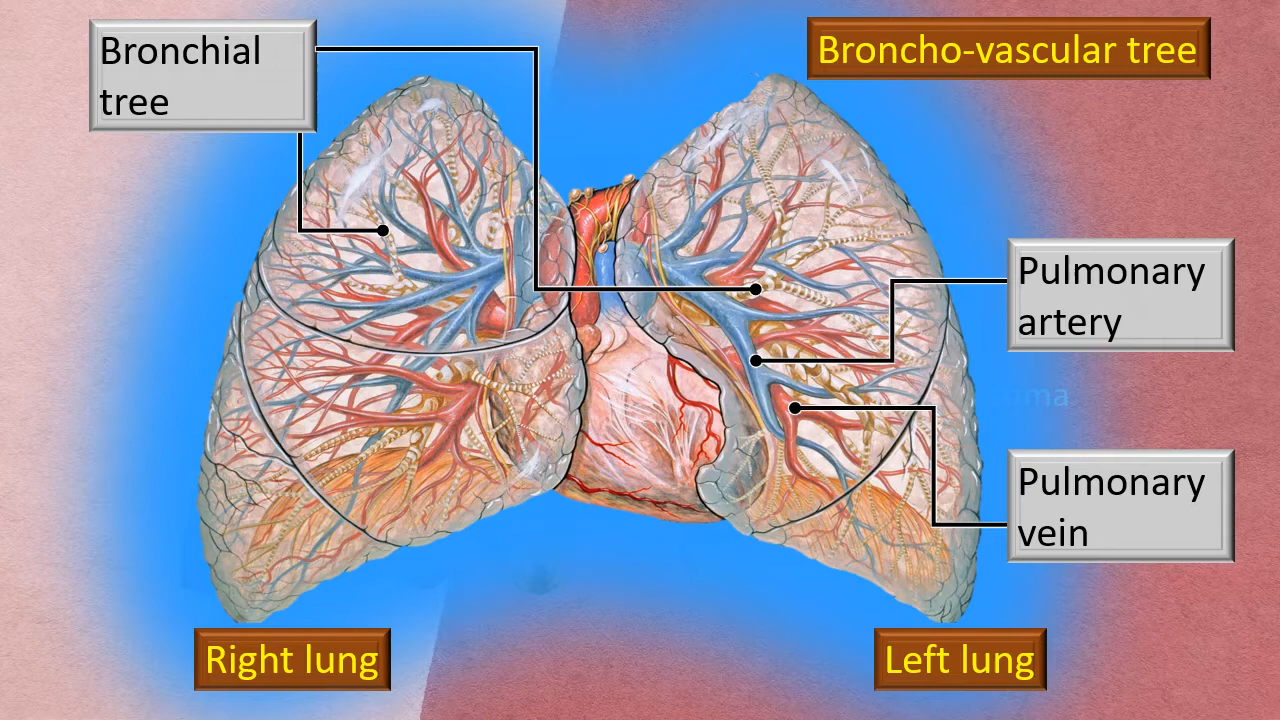 Bronchial
tree
Broncho-vascular tree
Pulmonary
artery
Pulmonary
vein
Right lung
Left lung